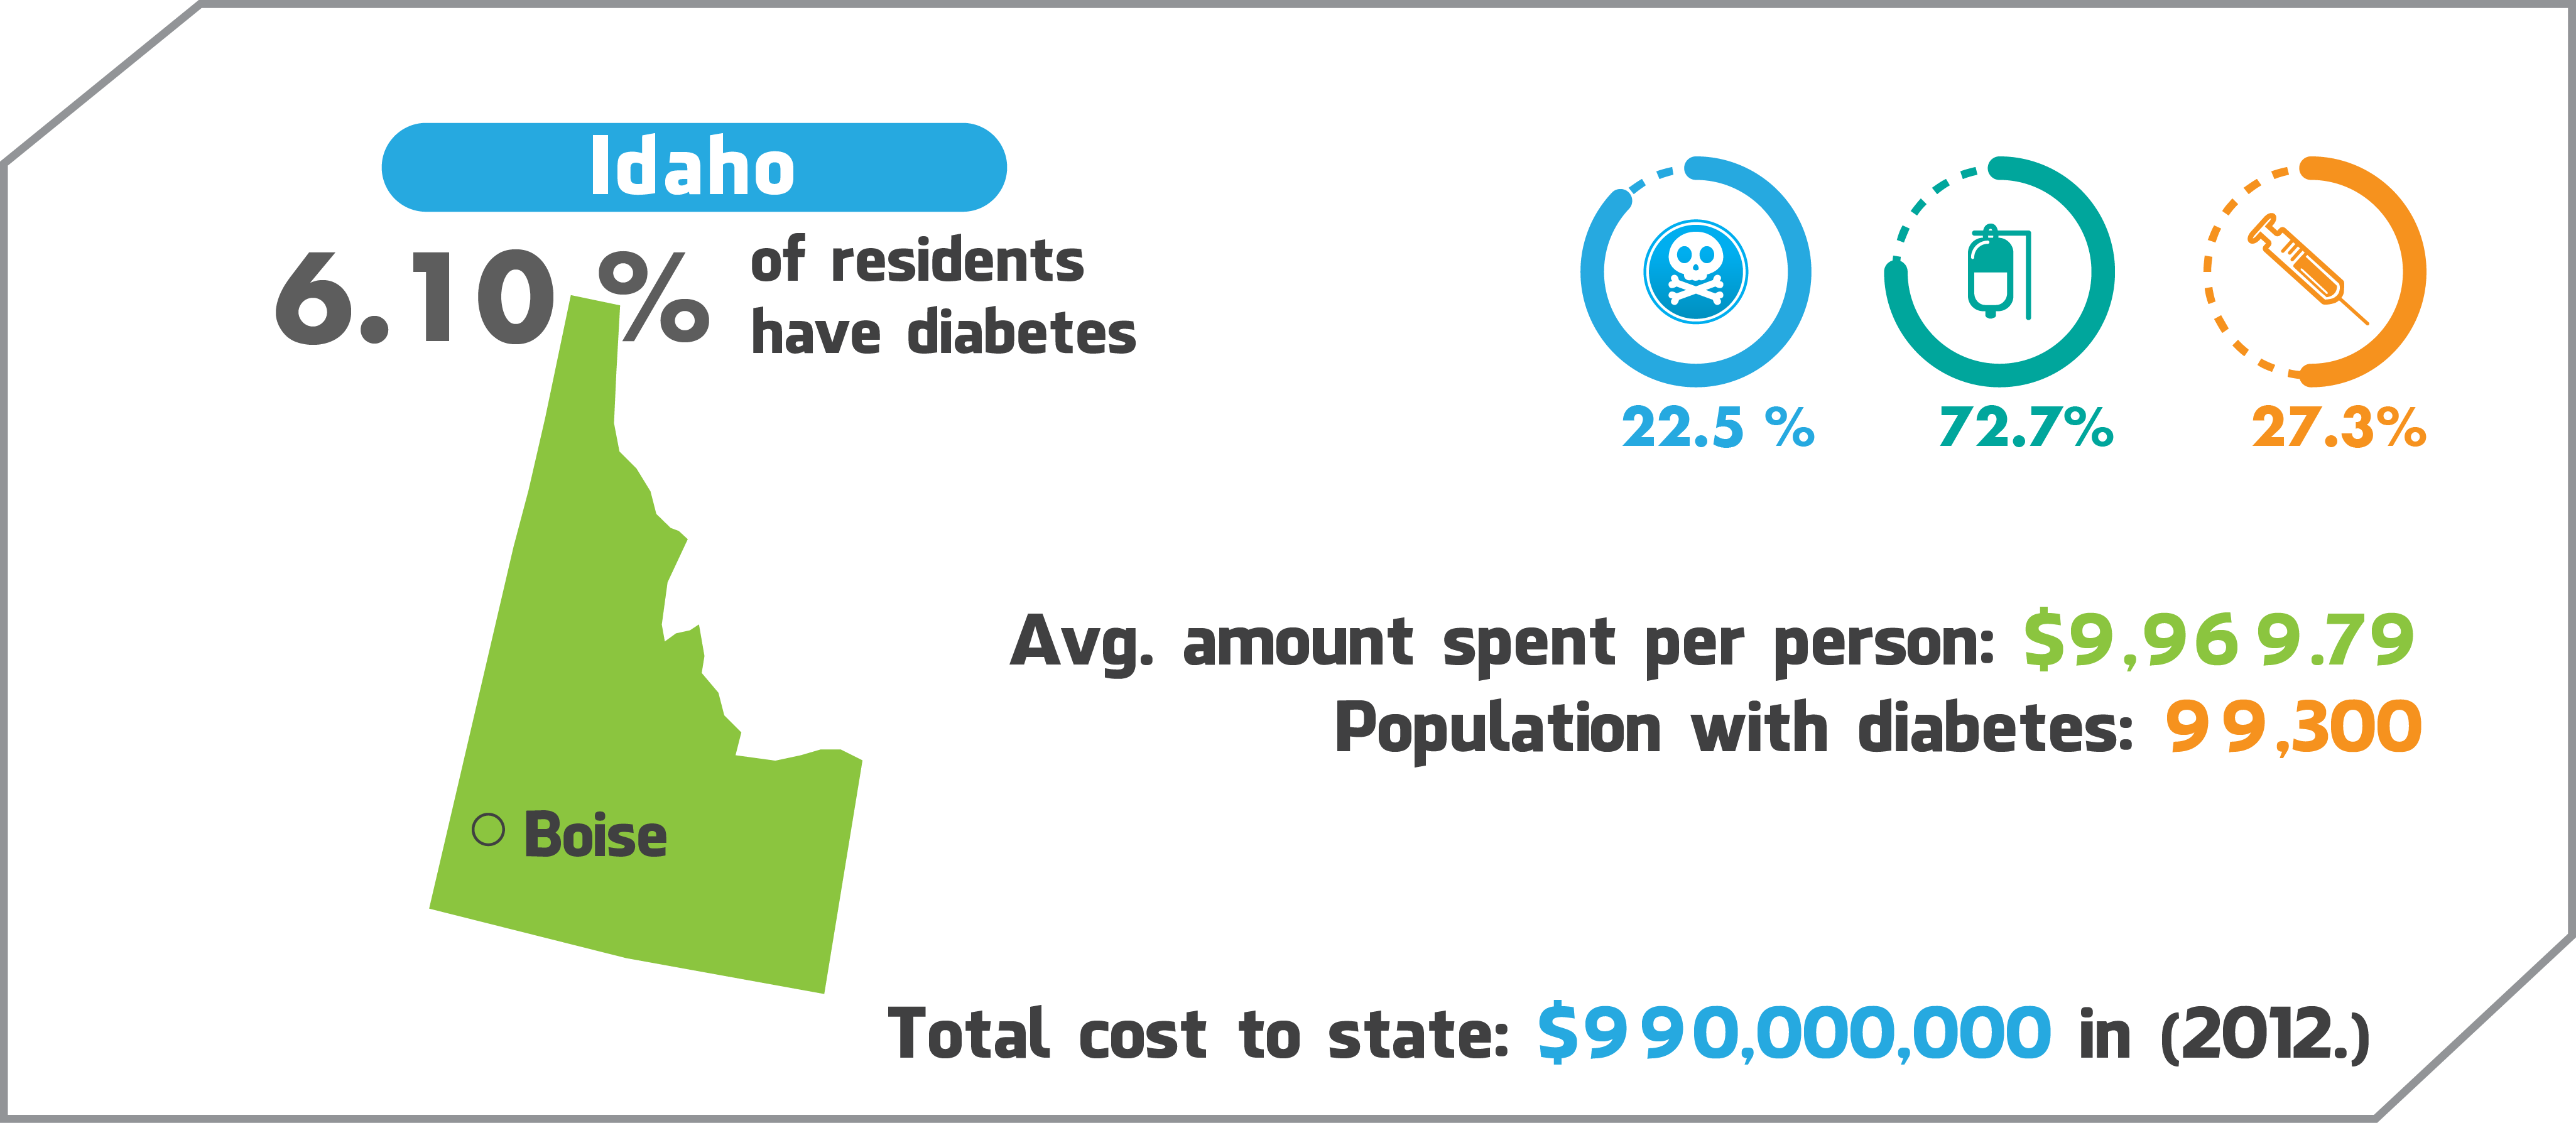 Idaho
6.10 % of residents
have diabetes
22.5 %
72.7%
27.3%
Avg. amount spent per person: $9,969.79
Population with diabetes: 99,300
Boise
Total cost to state: $990,000,000 in (2012.)